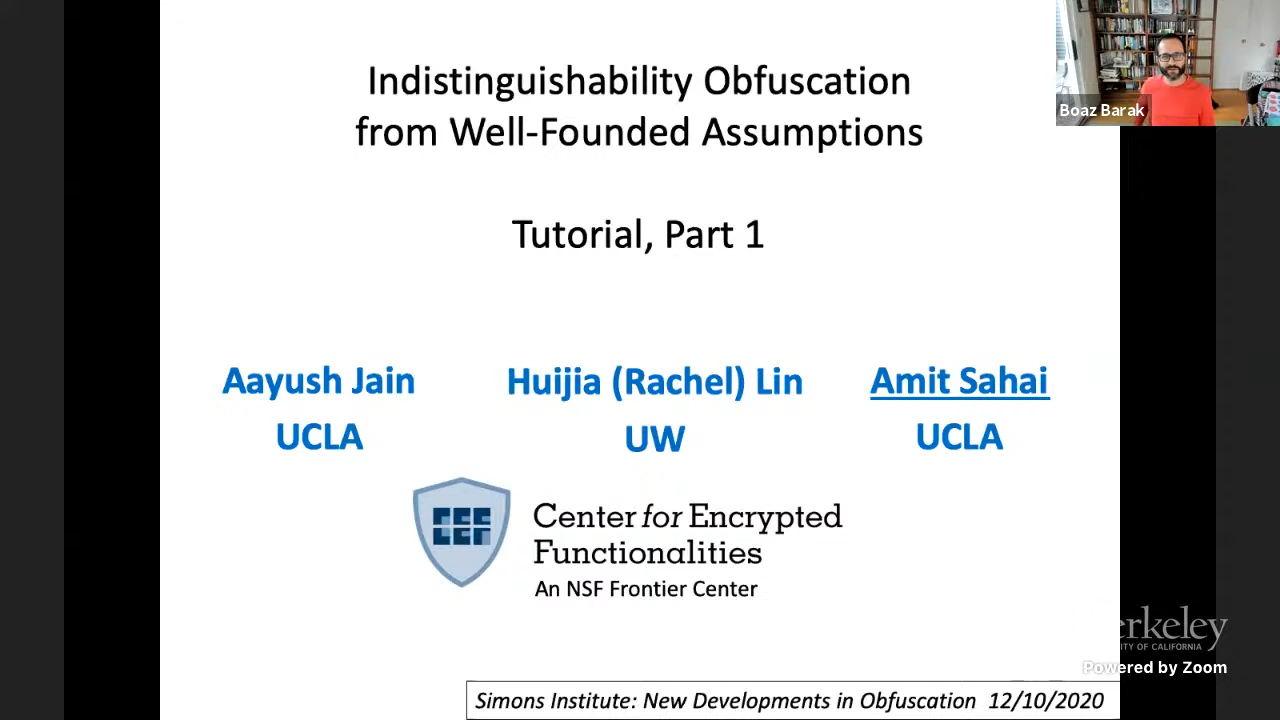 Indistinguishability Obfuscation
from Well-Founded Assumptions
Boaz Barak
Tutorial, Part 1
Aayush Jain
Huijia (Rachel) Lin
Amit Sahai
UCLA
UW
UCLA
CEF
CEF
Center for Encrypted
Functionalities
An NSF Frontier Center
Powered by Zoom
Simons Institute: New Developments in Obfuscation 12/10/2020